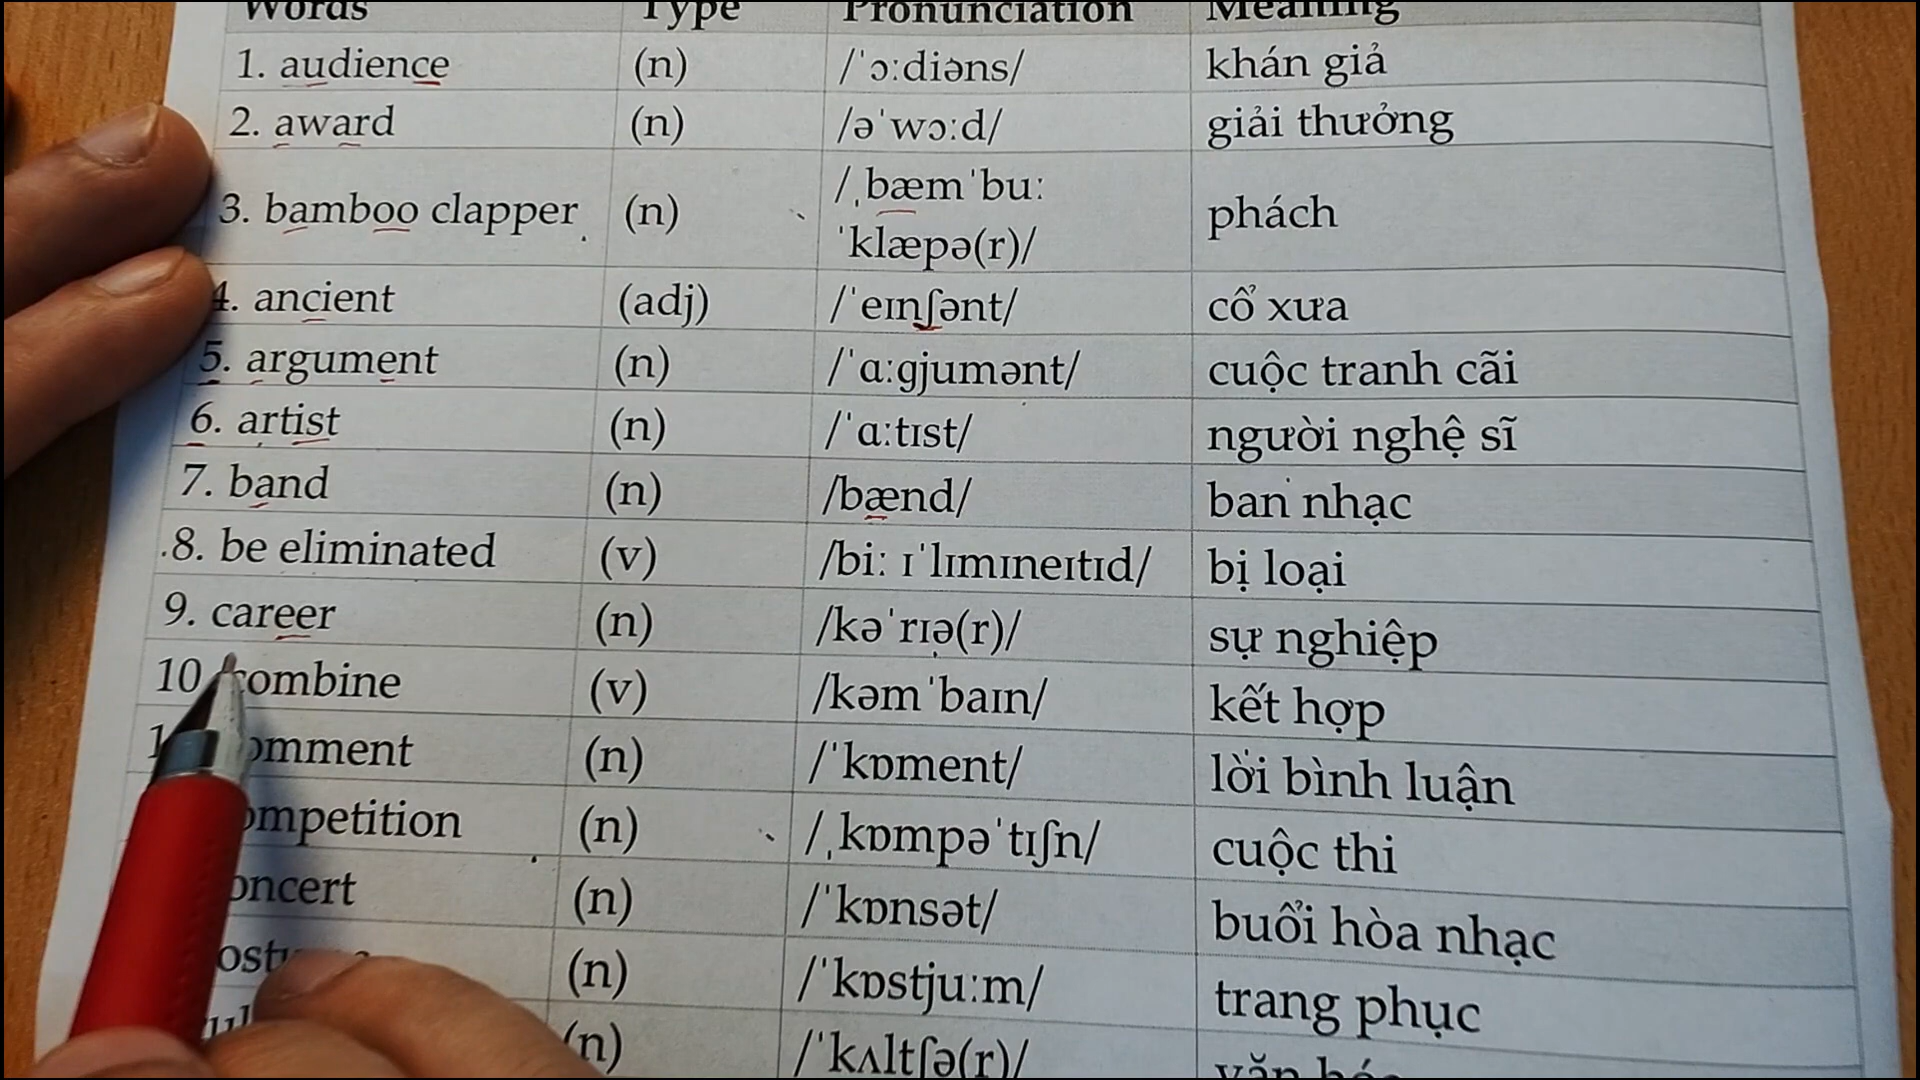 Words Type Pronunciation Meaning
1. audience (n) /ˈɔːdiəns/ khán giả
2. award (n) /əˈwɔːd/ giải thưởng
3. bamboo clapper (n) /ˌbæmˈbuː ˈklæpə(r)/ phách
4. ancient (adj) /ˈeɪnʃənt/ cổ xưa
5. argument (n) /ˈɑːgjumənt/ cuộc tranh cãi
6. artist (n) /ˈɑːtɪst/ người nghệ sĩ
7. band (n) /bænd/ ban nhạc
8. be eliminated (v) /biː ɪˈlɪmɪneɪtɪd/ bị loại
9. career (n) /kəˈrɪə(r)/ sự nghiệp
10 combine (v) /kəmˈbaɪn/ kết hợp
omment (n) /ˈkɒment/ lời bình luận
ompetition (n) /ˌkɒmpəˈtɪʃn/ cuộc thi
oncert (n) /ˈkɒnsət/ buổi hòa nhạc
(n) /ˈkɒstjuːm/ trang phục
(n) /ˈkʌltʃə(r)/ văn hóa